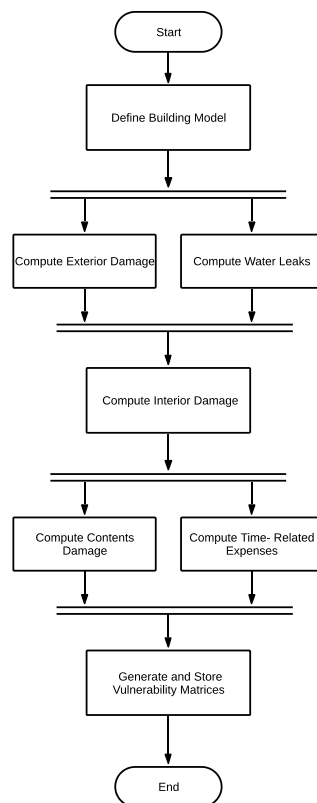 Start
Define Building Model
Compute Exterior Damage
Compute Water Leaks
Compute Interior Damage
Compute Contents
Damage
Compute Time- Related
Expenses
Generate and Store
Vulnerability Matrices
End